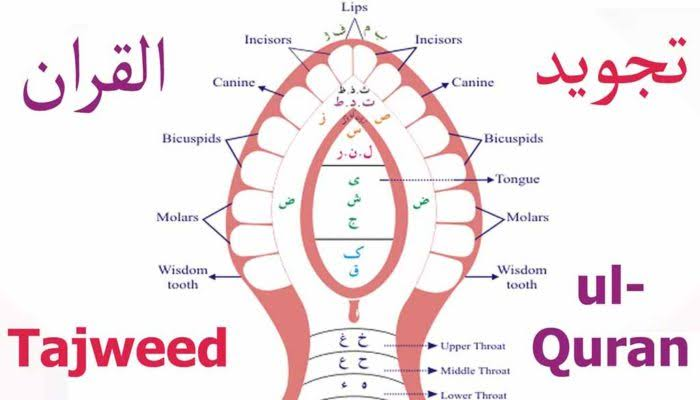 Lips
ف ز ب م
Incisors
Incisors
القران
تجويد
Canine
Canine
ث.ذ.ظ
ت.د.ط
ز
ص
س
Bicuspids
Bicuspids
ل.ن.ر
ی
Tongue
ض
ش
ض
ج
Molars
Molars
ک
ق
Wisdom
tooth
Wisdom
tooth
ul-
Quran
Tajweed
خ غ
Upper Throat
ح ع
Middle Throat
ه ء
Lower Throat